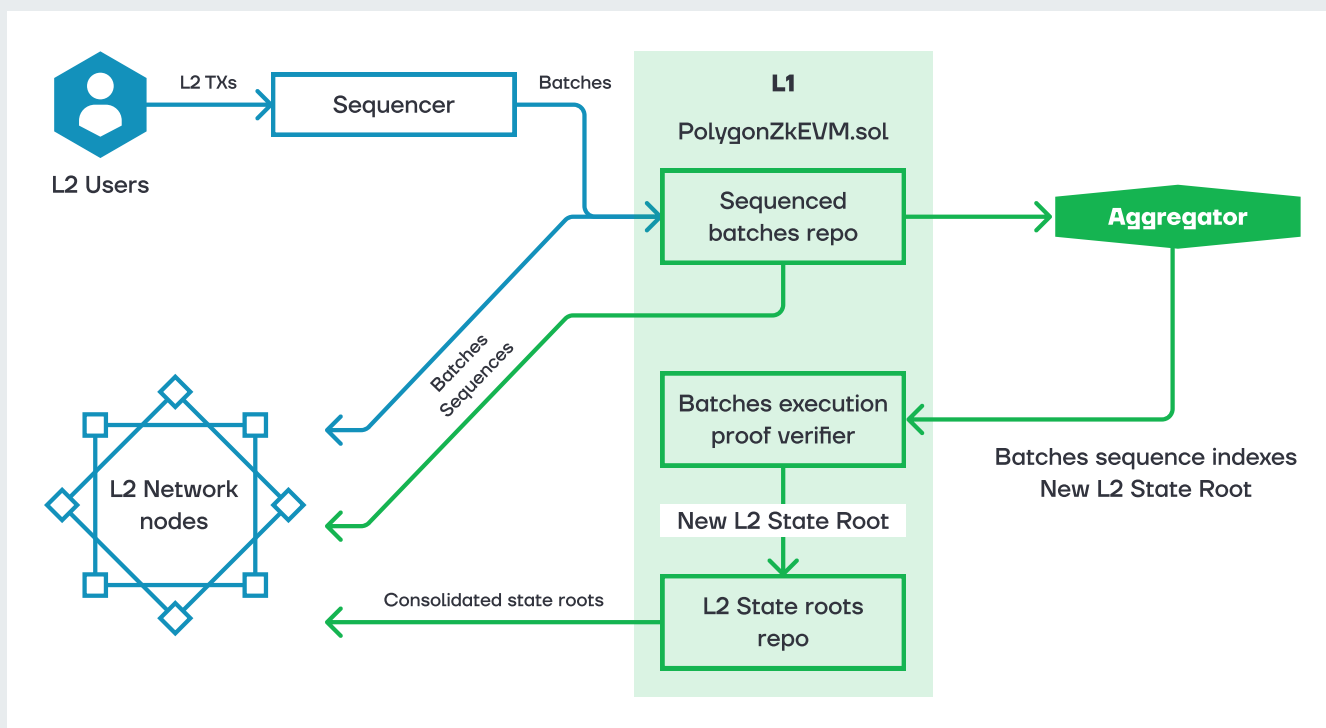 L2 TXs
Batches
L1
PolygonZkEVM.sol
Sequencer
L2 Users
Sequenced
batches repo
Aggregator
Batches
Sequences
Batches execution
proof verifier
Batches sequence indexes
New L2 State Root
L2 Network
nodes
New L2 State Root
Consolidated state roots
L2 State roots
repo